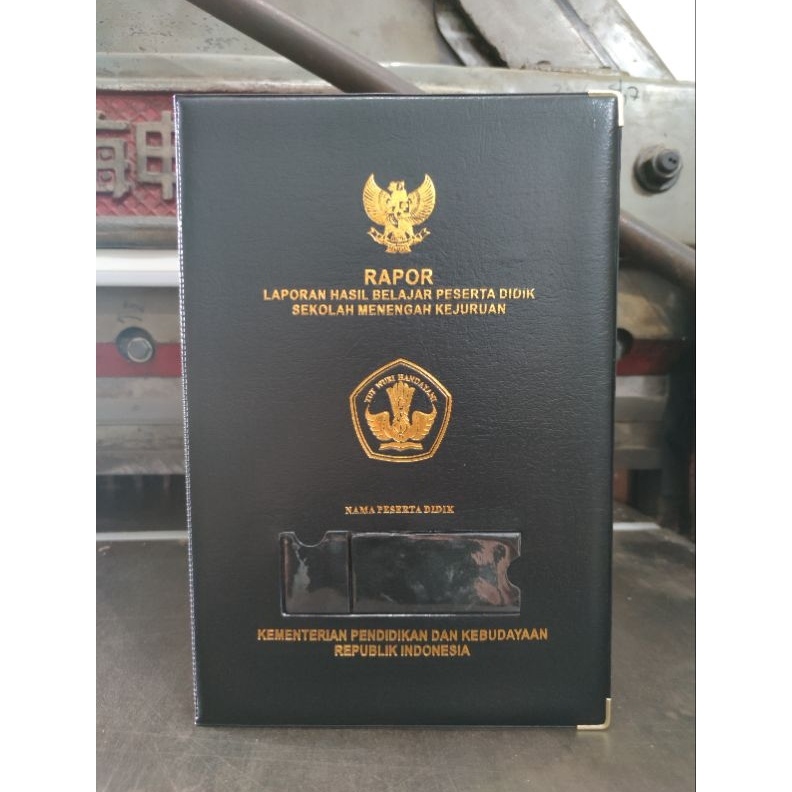 RAPOR
LAPORAN HASIL BELAJAR PESERTA DIDIK
SEKOLAH MENENGAH KEJURUAN
TUT WURI HANDAYANI
NAMA PESERTA DIDIK
KEMENTERIAN PENDIDIKAN DAN KEBUDAYAAN
REPUBLIK INDONESIA